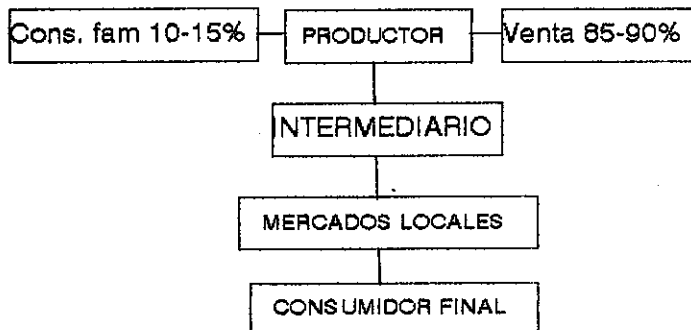 Cons. fam 10-15%
PRODUCTOR
Venta 85-90%
INTERMEDIARIO
MERCADOS LOCALES
CONSUMIDOR FINAL